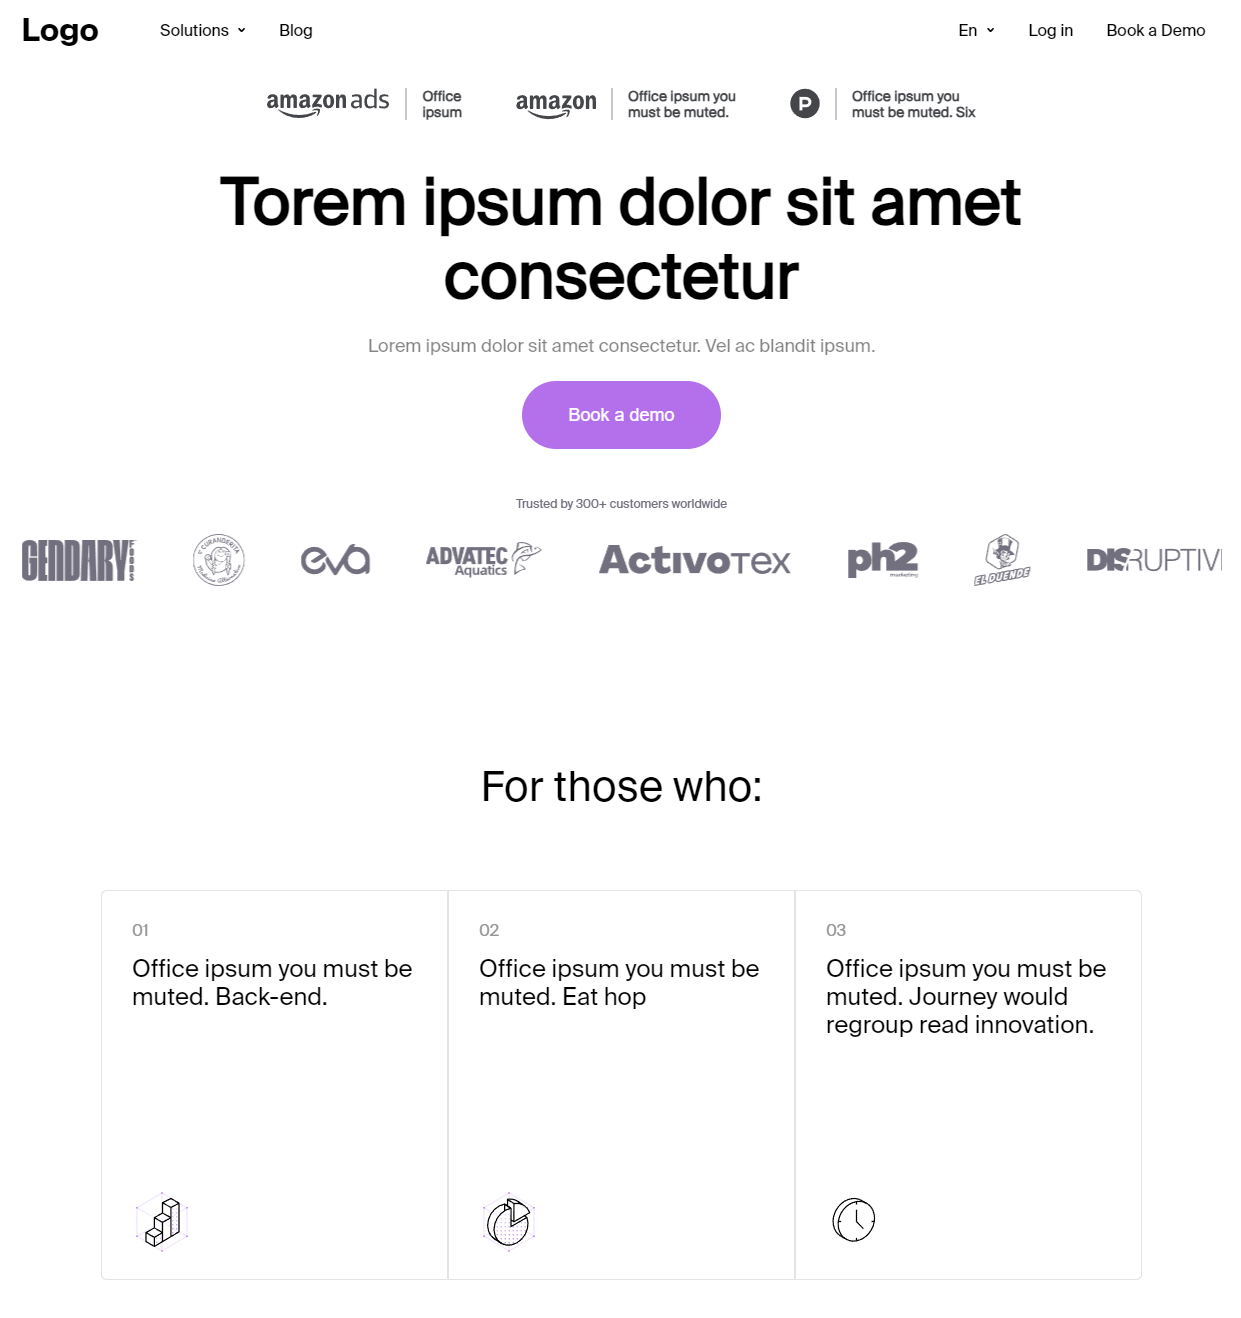 Logo
Solutions
Blog
En
Log in
Book a Demo
amazon ads
Office
ipsum
amazon
Office ipsum you
must be muted.
P
Office ipsum you
must be muted. Six
Torem ipsum dolor sit amet
consectetur
Lorem ipsum dolor sit amet consectetur. Vel ac blandit ipsum.
Book a demo
Trusted by 300+ customers worldwide
GENDARY FOODS
CURANDERITA
eva
ADVATEC
Aquatics
ACTIVOTEX
ph2
marketing
EL DUENDE
DISRUPTIV
For those who:
01
Office ipsum you must be
muted. Back-end.
02
Office ipsum you must be
muted. Eat hop
03
Office ipsum you must be
muted. Journey would
regroup read innovation.